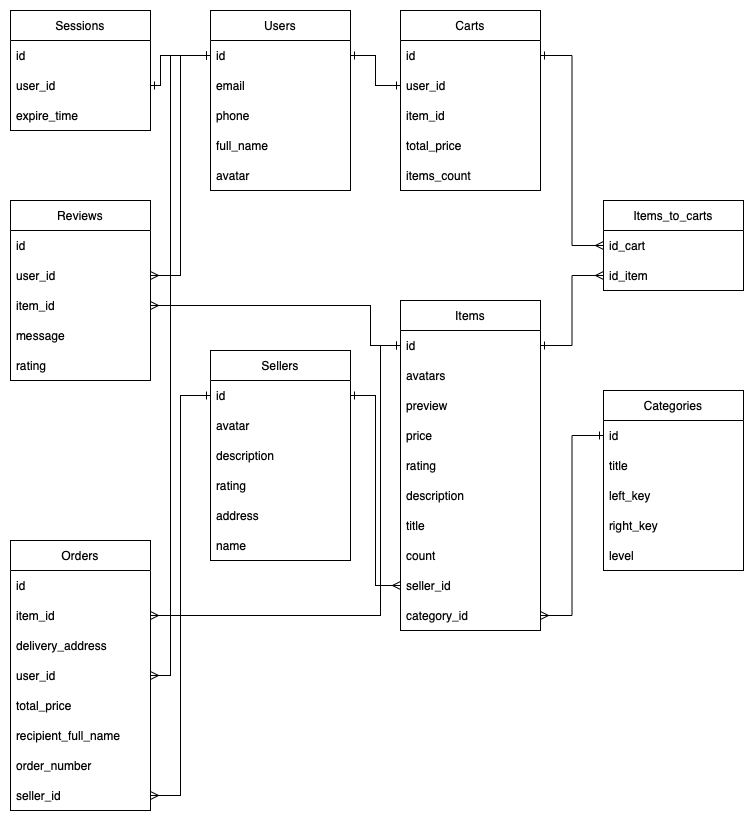 Sessions
id
user_id
expire_time
Users
id
email
phone
full_name
avatar
Carts
id
user_id
item_id
total_price
items_count
Reviews
id
user_id
item_id
message
rating
Items_to_carts
id_cart
id_item
Items
id
avatars
preview
price
rating
description
title
count
seller_id
category_id
Sellers
id
avatar
description
rating
address
name
Categories
id
title
left_key
right_key
level
Orders
id
item_id
delivery_address
user_id
total_price
recipient_full_name
order_number
seller_id